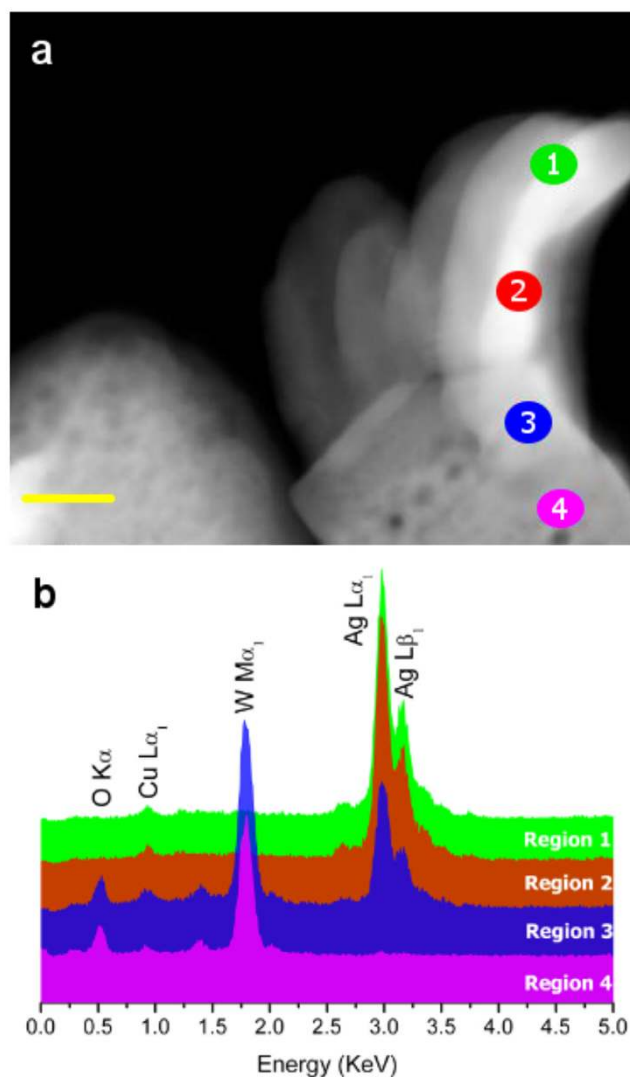 a
1
2
3
4
b
O Kα
Cu Lα₁
W Mα₁
Ag Lα₁
Ag Lβ₁
Region 1
Region 2
Region 3
Region 4
0.0 0.5 1.0 1.5 2.0 2.5 3.0 3.5 4.0 4.5 5.0
Energy (KeV)